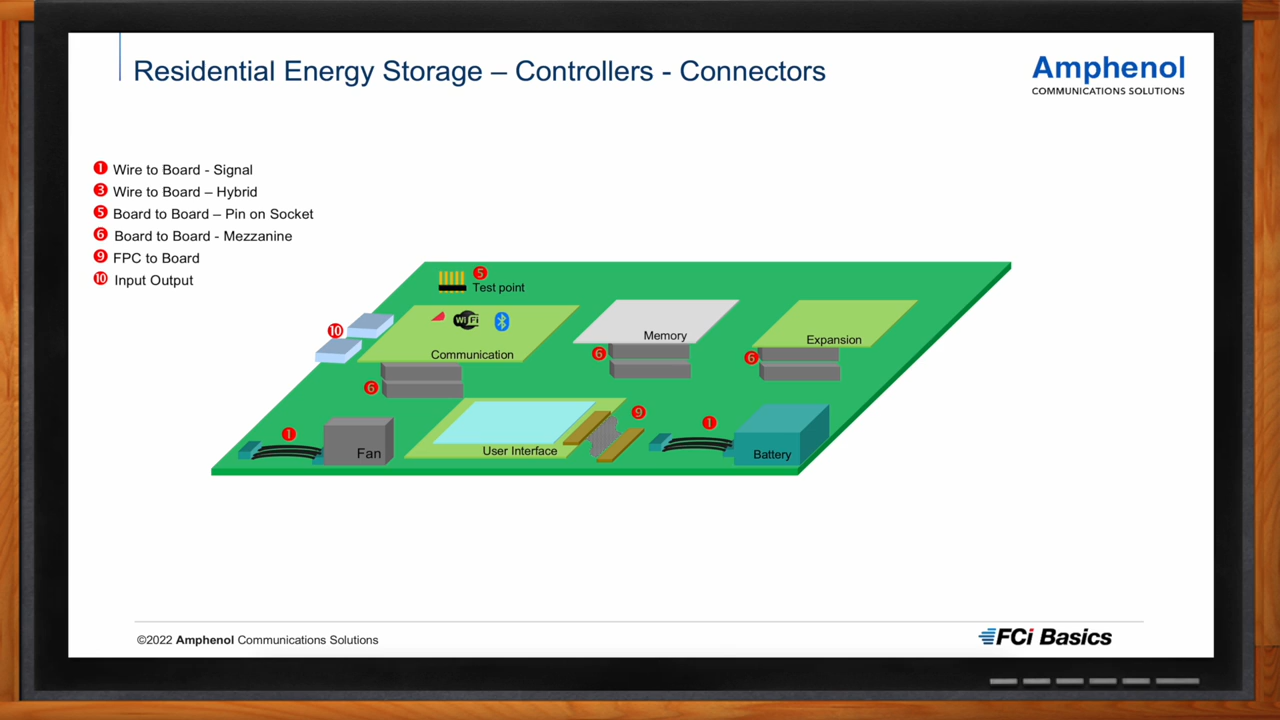 Residential Energy Storage – Controllers - Connectors
Amphenol
COMMUNICATIONS SOLUTIONS
1 Wire to Board - Signal
3 Wire to Board – Hybrid
5 Board to Board – Pin on Socket
6 Board to Board - Mezzanine
9 FPC to Board
10 Input Output
5
Test point
10
Wi Fi
Communication
6
Memory
6
Expansion
6
1
Fan
User Interface
9
1
Battery
©2022 Amphenol Communications Solutions
FCi Basics